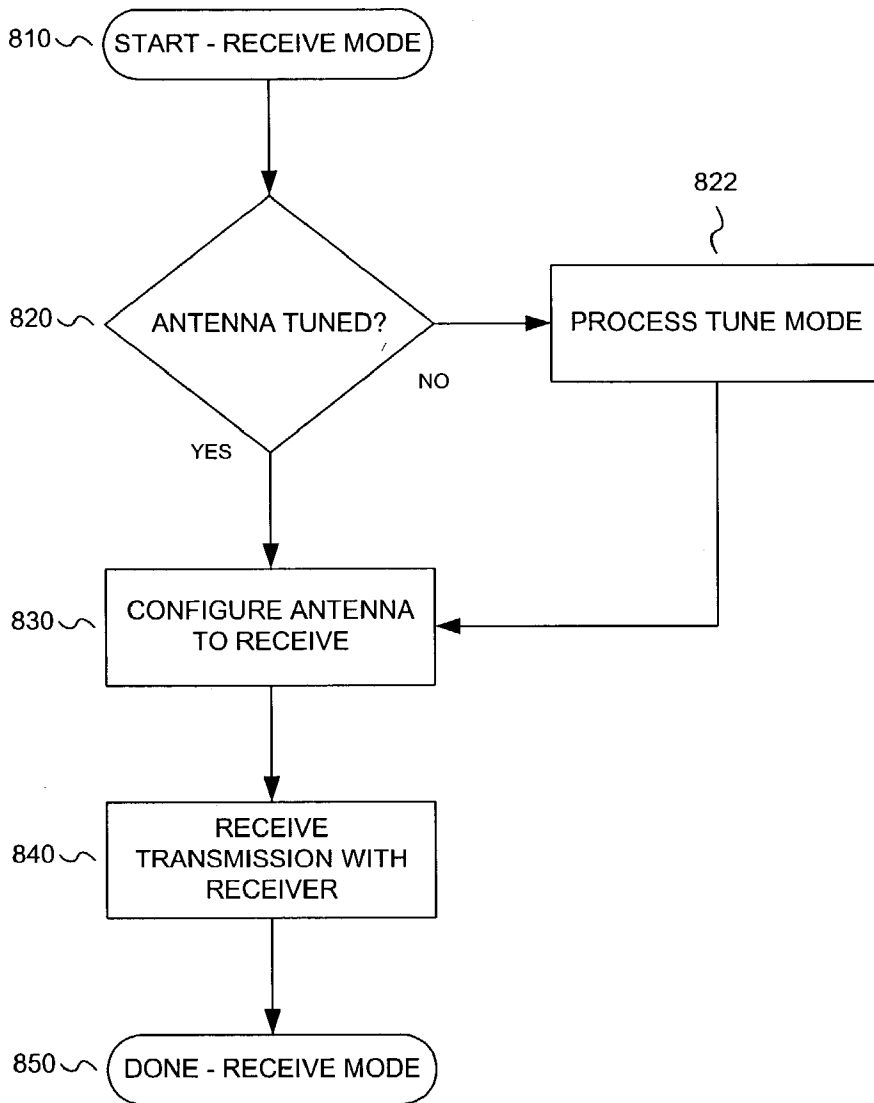 810
START - RECEIVE MODE
822
820
ANTENNA TUNED?
PROCESS TUNE MODE
NO
YES
830
CONFIGURE ANTENNA
TO RECEIVE
840
RECEIVE
TRANSMISSION WITH
RECEIVER
850
DONE - RECEIVE MODE